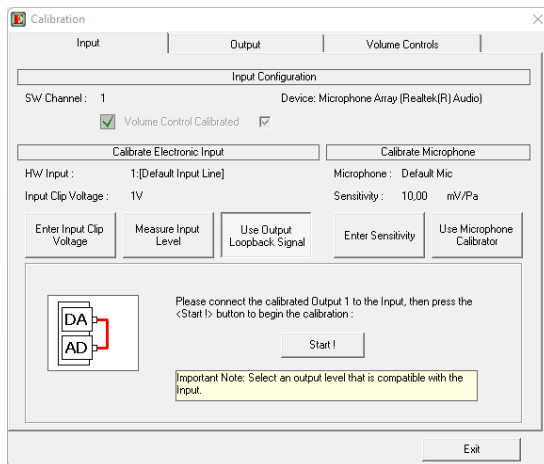 Calibration
Input Output Volume Controls
Input Configuration
SW Channel : 1 Device: Microphone Array (Realtek(R) Audio)
Volume Control Calibrated
Calibrate Electronic Input Calibrate Microphone
HW Input : 1:[Default Input Line] Microphone : Default Mic
Input Clip Voltage : 1V Sensitivity : 10,00 mV/Pa
Enter Input Clip Measure Input Use Output Enter Sensitivity Use Microphone
Voltage Level Loopback Signal Calibrator
Please connect the calibrated Output 1 to the Input, then press the
<Start !> button to begin the calibration :
DA
AD
Start !
Important Note: Select an output level that is compatible with the
Input.
Exit